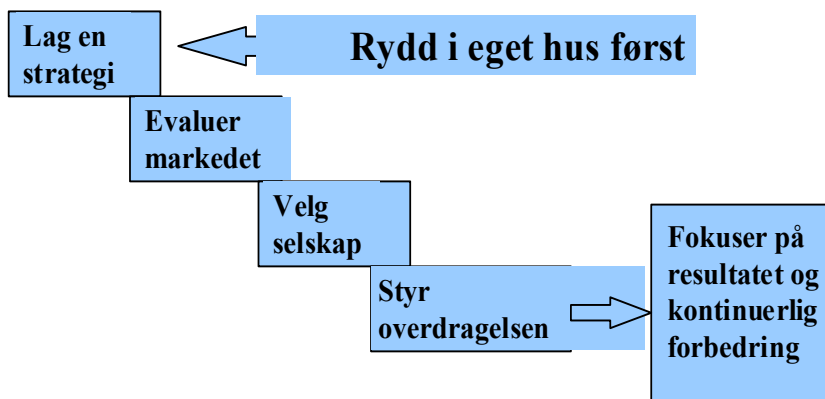 Lag en
strategi
Rydd i eget hus først
Evaluer
markedet
Velg
selskap
Styr
overdragelsen
Fokuser på
resultatet og
kontinuerlig
forbedring